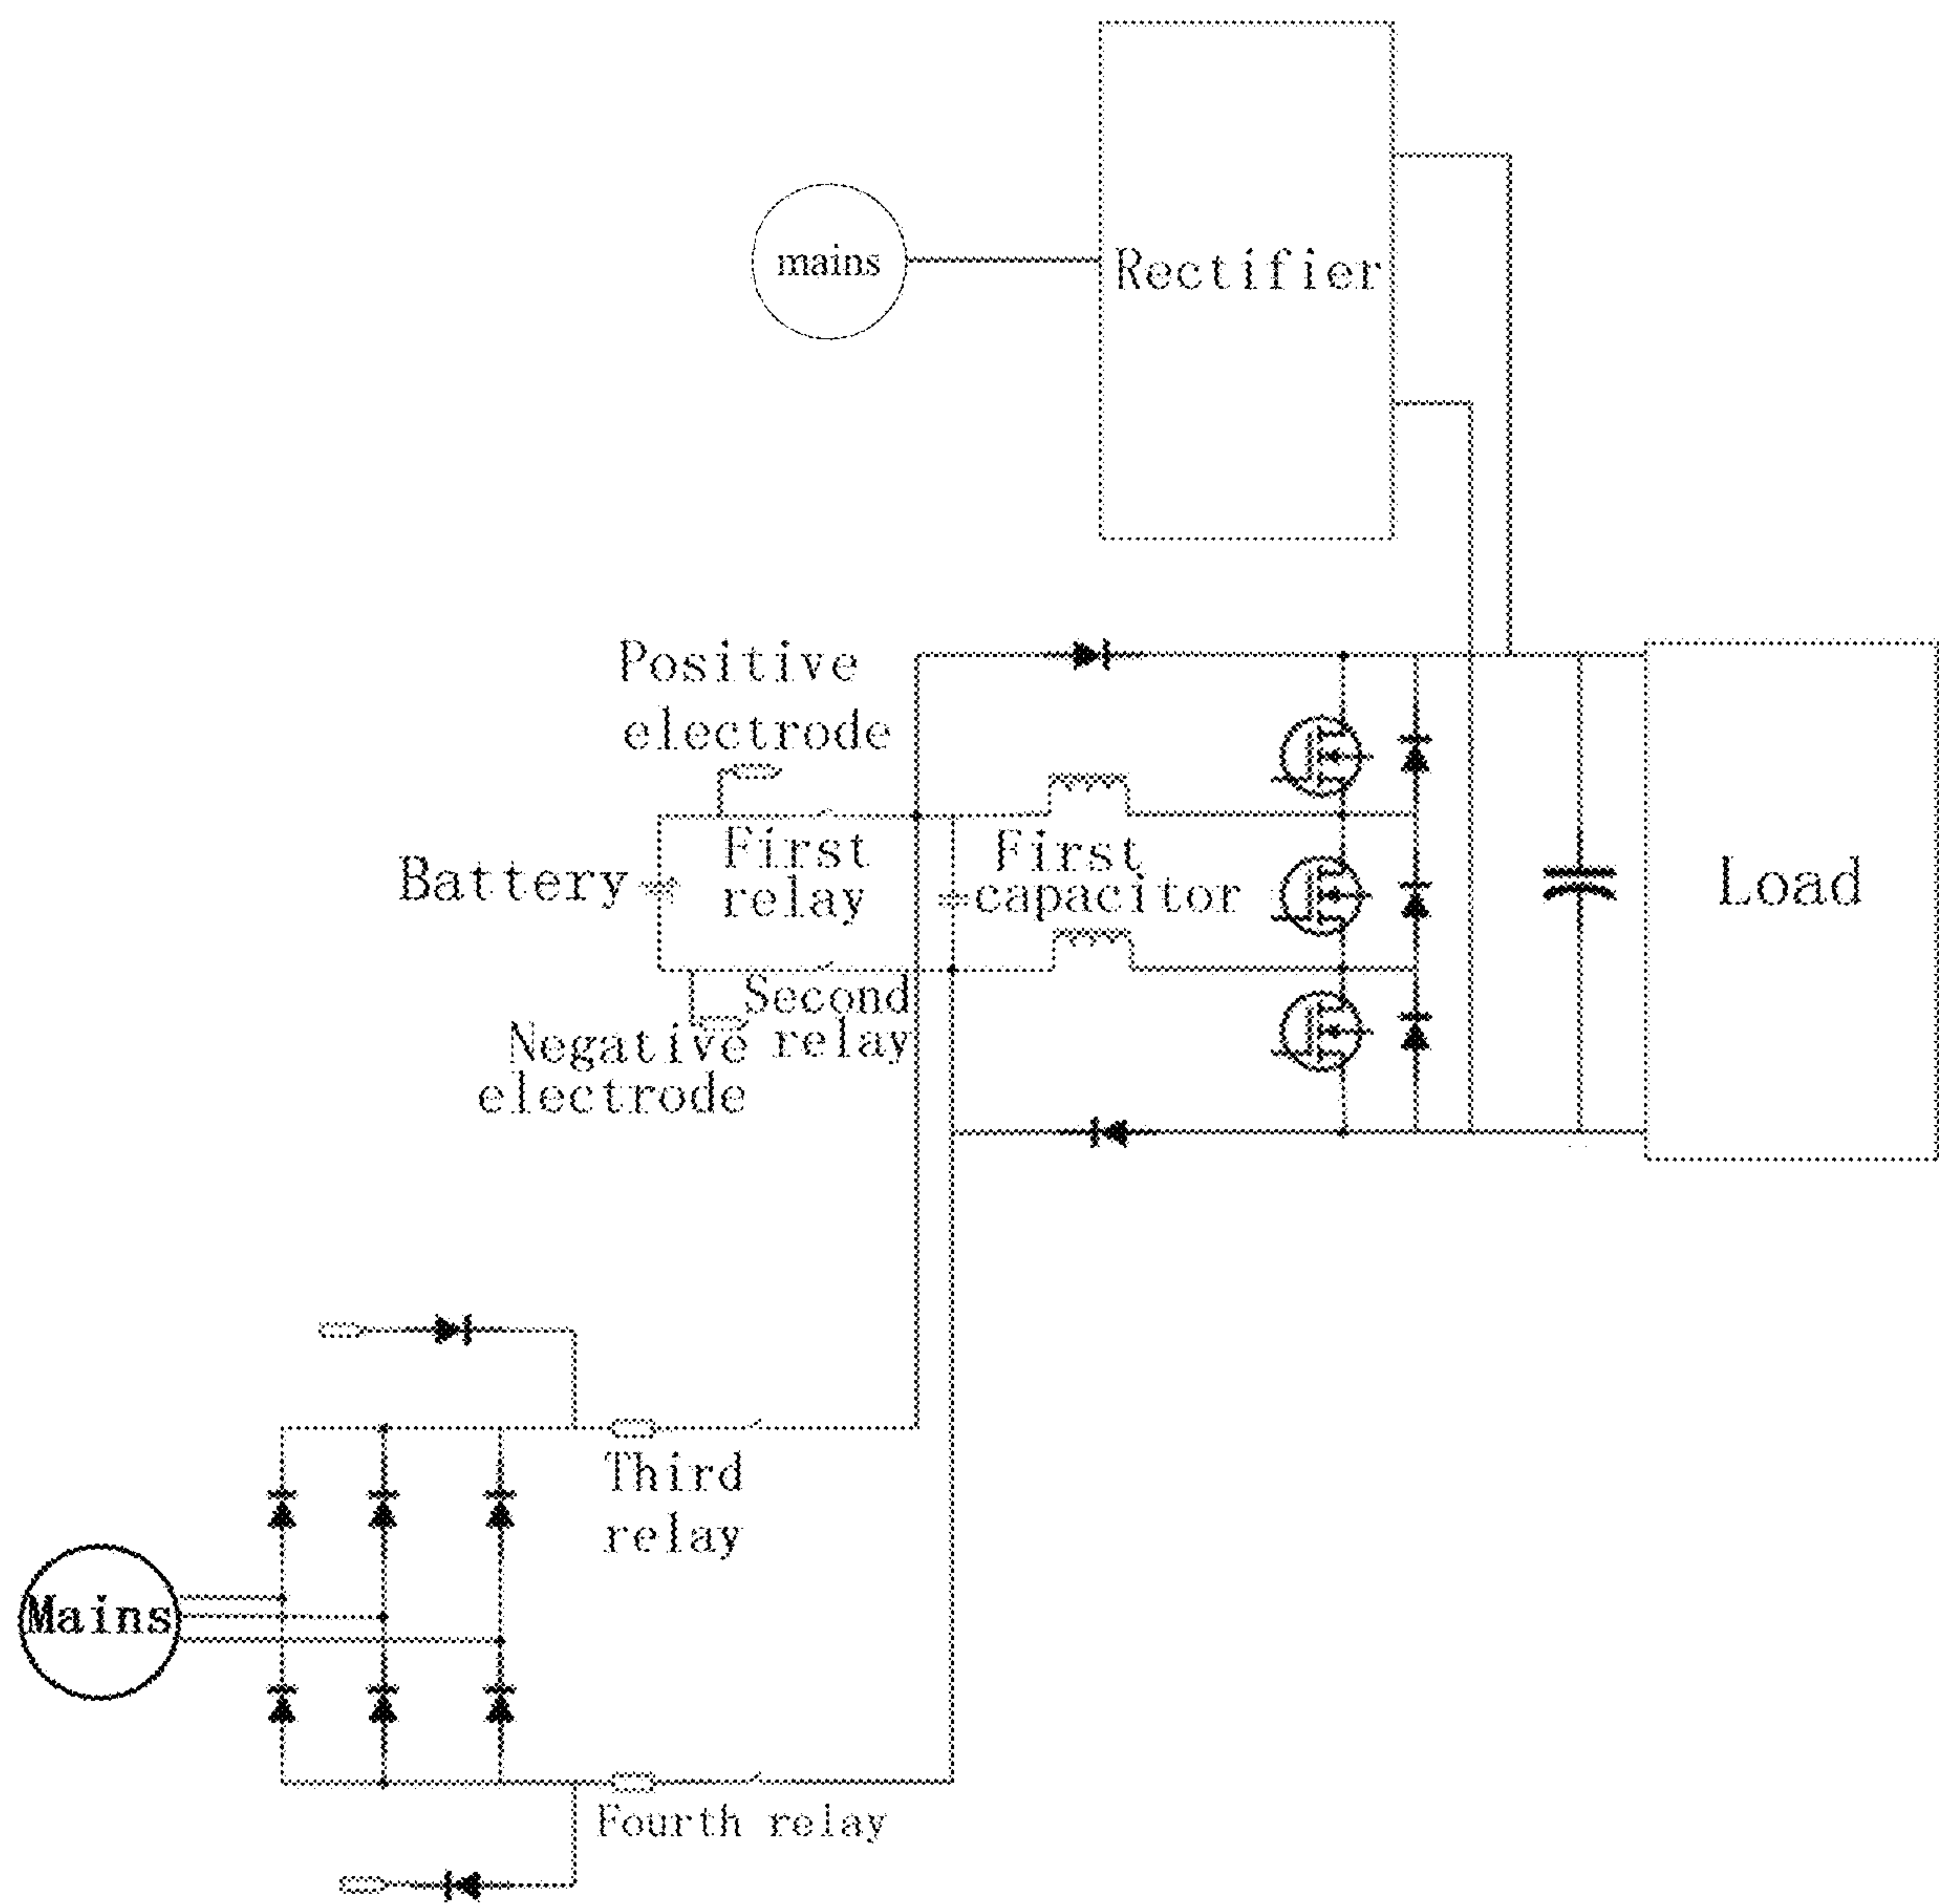 mains
Rectifier
Positive
electrode
Battery
First
relay
First
capacitor
Load
Second
relay
Negative
electrode
Third
relay
Mains
Fourth relay